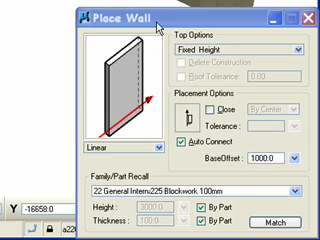 Place Wall
Top Options
Fixed Height
Delete Construction
Roof Tolerance: 0.00
Placement Options
Close By Center
Tolerance :
Auto Connect
BaseOffset : 1000:0
Linear
Family/Part Recall
22 General Interni225 Blockwork 100mm
Height : 3000:0 By Part
Thickness : 100:0 By Part
Match
Y -16658:0
a220